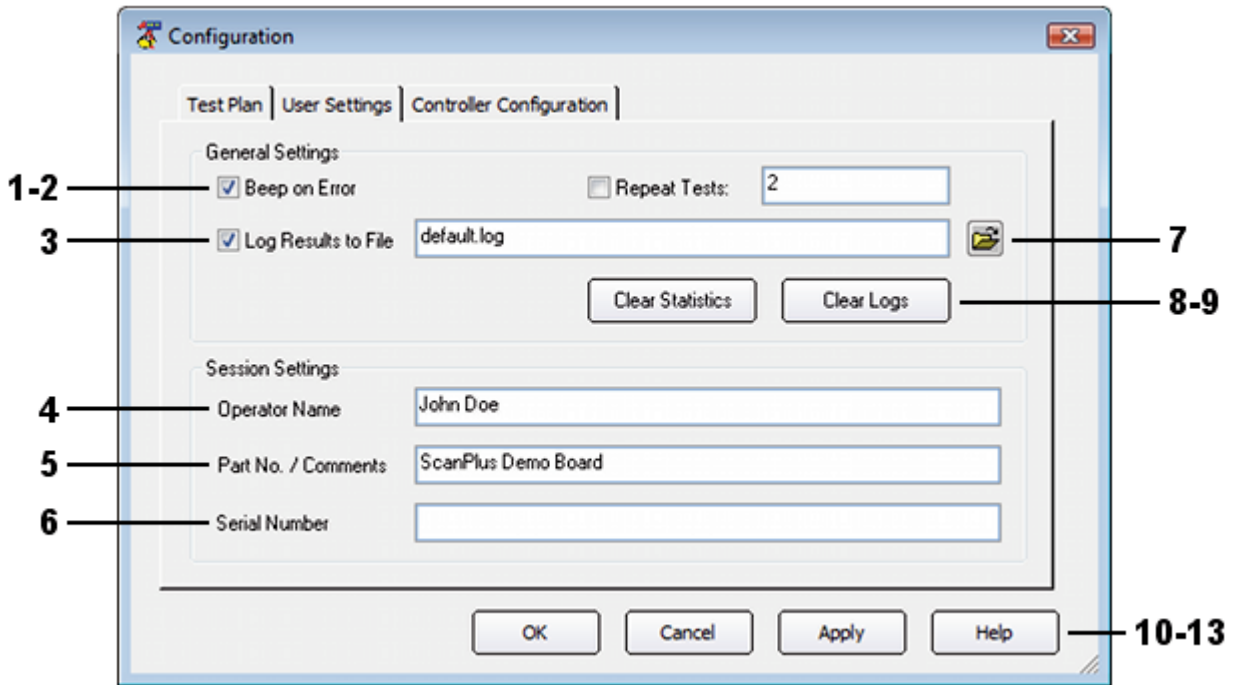 Configuration
Test Plan User Settings Controller Configuration
General Settings
1-2 Beep on Error Repeat Tests: 2
3 Log Results to File default.log 7
Clear Statistics Clear Logs 8-9
Session Settings
4 Operator Name John Doe
5 Part No. / Comments ScanPlus Demo Board
6 Serial Number
OK Cancel Apply Help 10-13